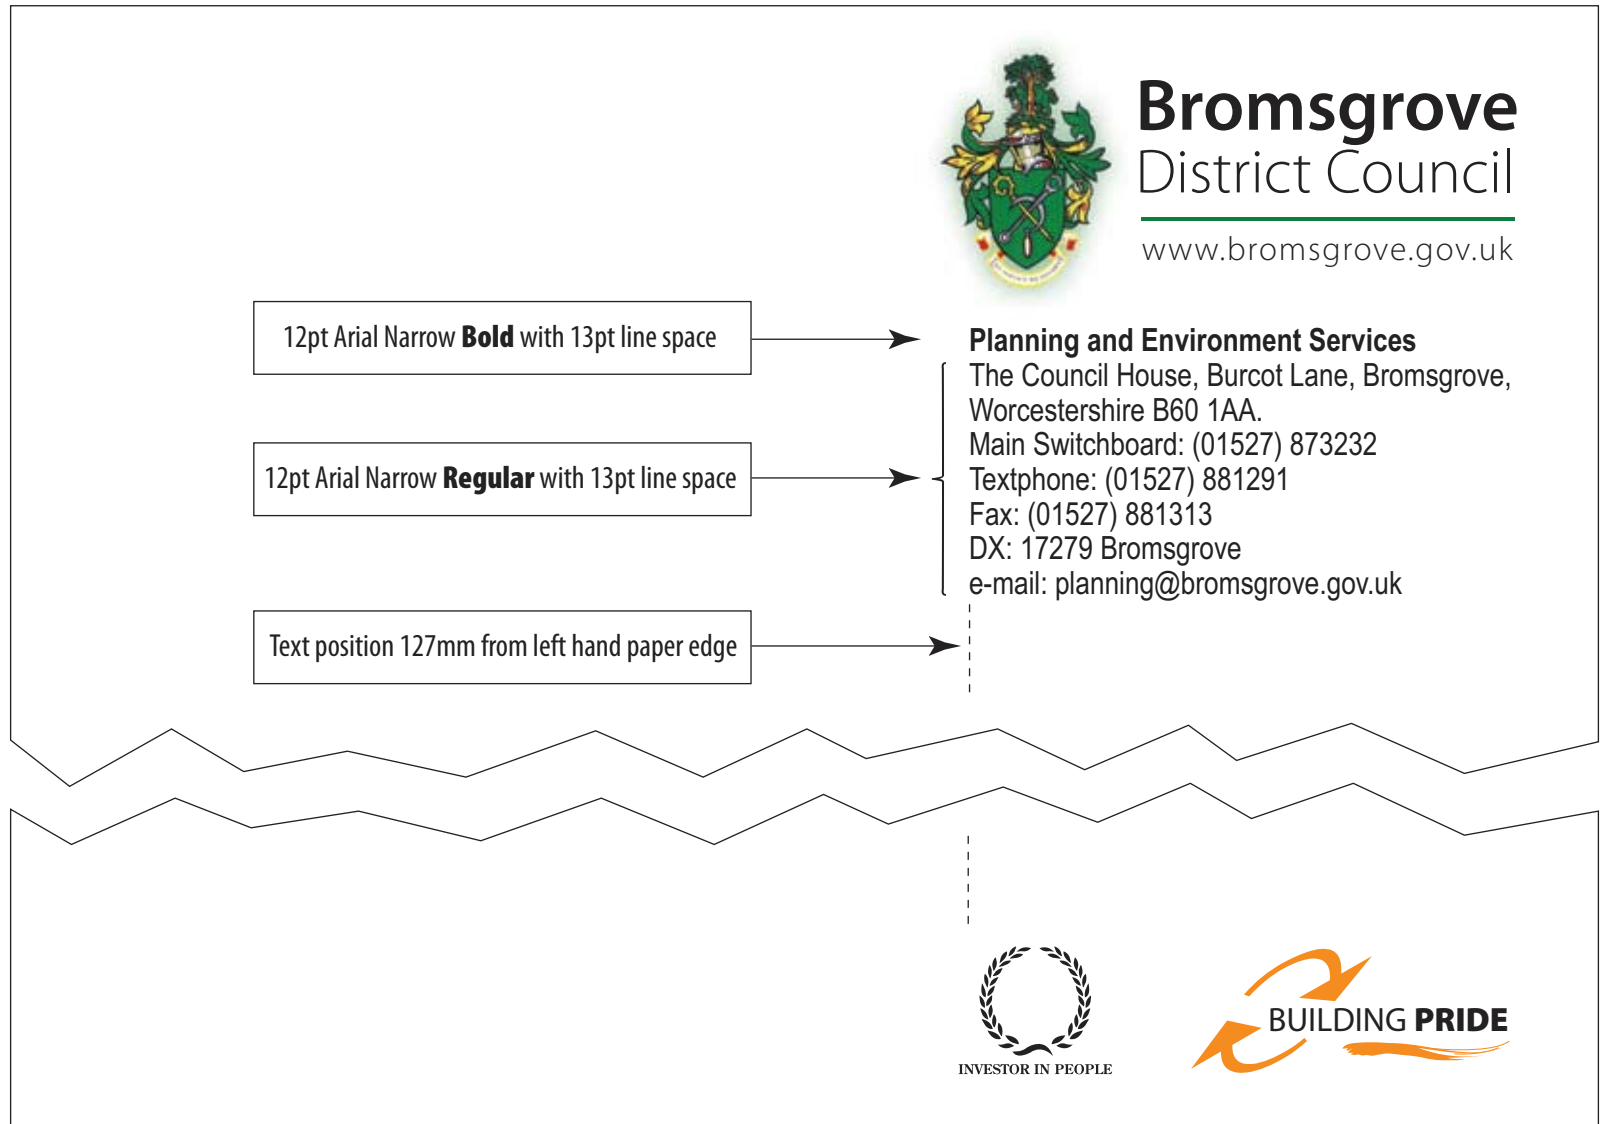 Bromsgrove
District Council
www.bromsgrove.gov.uk
12pt Arial Narrow Bold with 13pt line space
Planning and Environment Services
The Council House, Burcot Lane, Bromsgrove,
Worcestershire B60 1AA.
Main Switchboard: (01527) 873232
12pt Arial Narrow Regular with 13pt line space
Textphone: (01527) 881291
Fax: (01527) 881313
DX: 17279 Bromsgrove
e-mail: planning@bromsgrove.gov.uk
Text position 127mm from left hand paper edge
INVESTOR IN PEOPLE
BUILDING PRIDE